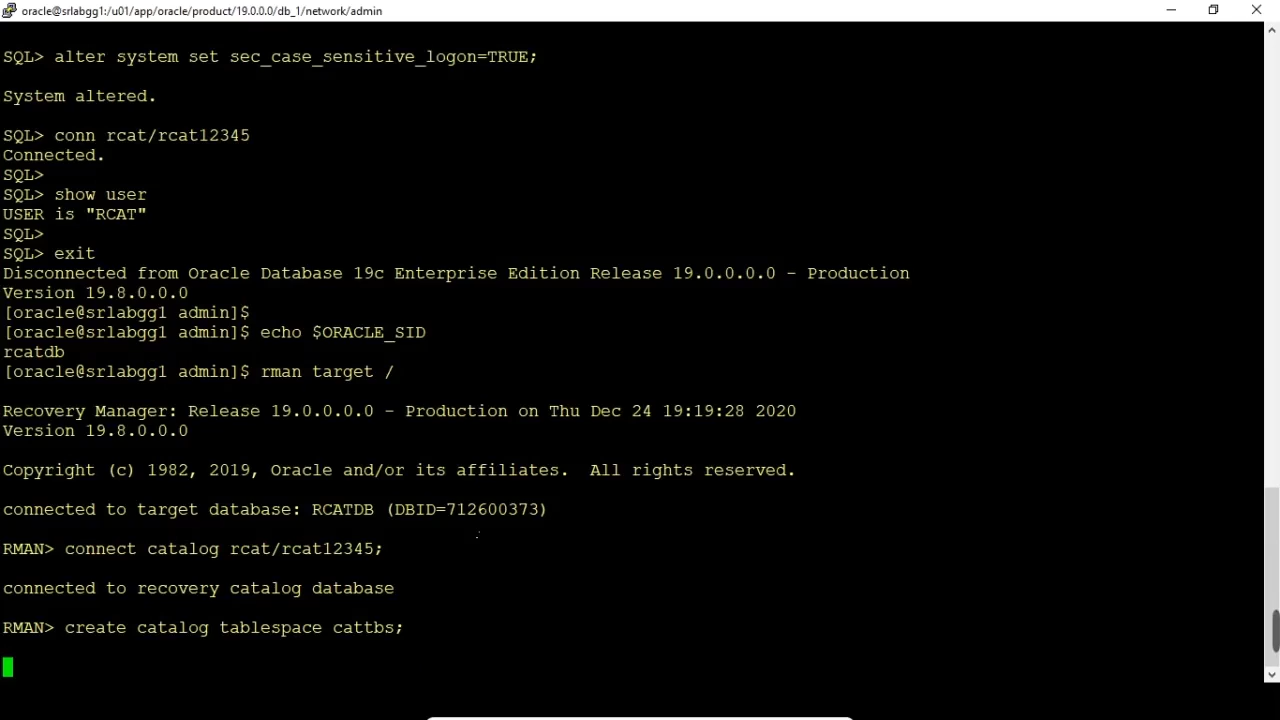 oracle@srlabgg1:/u01/app/oracle/product/19.0.0.0/db_1/network/admin
SQL> alter system set sec_case_sensitive_logon=TRUE;
System altered.
SQL> conn rcat/rcat12345
Connected.
SQL>
SQL> show user
USER is "RCAT"
SQL>
SQL> exit
Disconnected from Oracle Database 19c Enterprise Edition Release 19.0.0.0.0 - Production
Version 19.8.0.0.0
[oracle@srlabgg1 admin]$
[oracle@srlabgg1 admin]$ echo $ORACLE_SID
rcatdb
[oracle@srlabgg1 admin]$ rman target /
Recovery Manager: Release 19.0.0.0.0 - Production on Thu Dec 24 19:19:28 2020
Version 19.8.0.0.0
Copyright (c) 1982, 2019, Oracle and/or its affiliates.  All rights reserved.
connected to target database: RCATDB (DBID=712600373)
RMAN> connect catalog rcat/rcat12345;
connected to recovery catalog database
RMAN> create catalog tablespace cattbs;